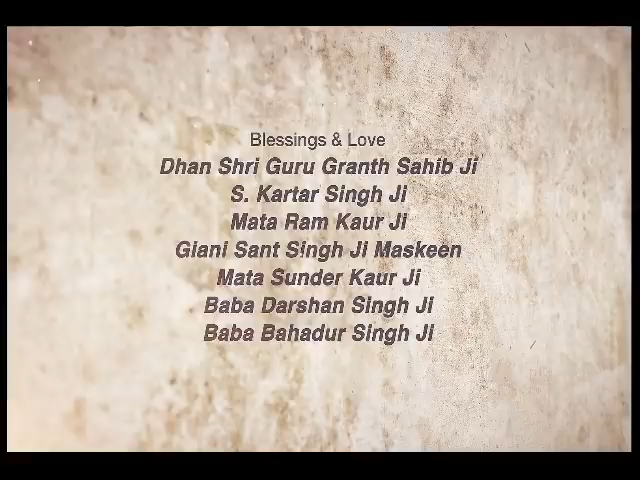 Blessings & Love
Dhan Shri Guru Granth Sahib Ji
S. Kartar Singh Ji
Mata Ram Kaur Ji
Giani Sant Singh Ji Maskeen
Mata Sunder Kaur Ji
Baba Darshan Singh Ji
Baba Bahadur Singh Ji